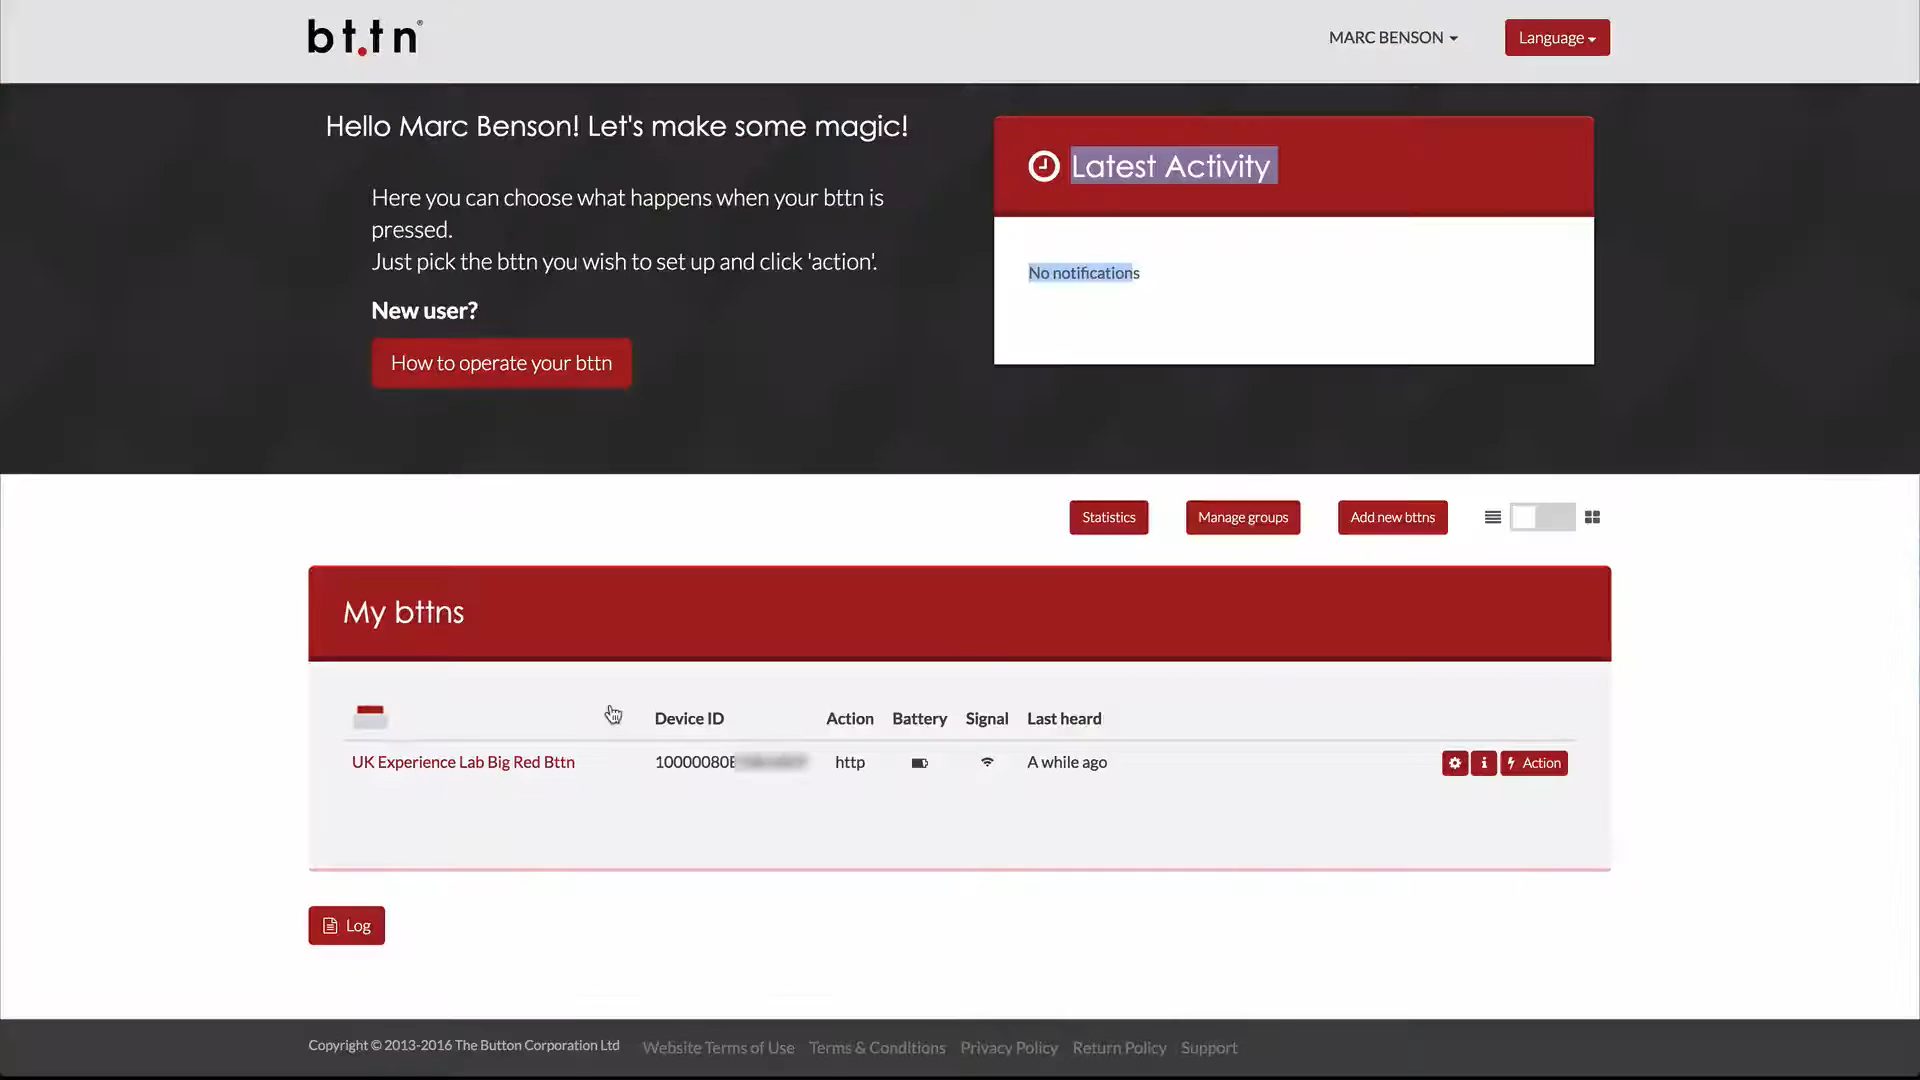 bt.tn®
MARC BENSON
Language
Hello Marc Benson! Let's make some magic!
Here you can choose what happens when your bttn is
pressed.
Just pick the bttn you wish to set up and click 'action'.
New user?
How to operate your bttn
Latest Activity
No notifications
Statistics
Manage groups
Add new bttns
My bttns
Device ID Action Battery Signal Last heard
UK Experience Lab Big Red Bttn http A while ago Action
Log
Copyright © 2013-2016 The Button Corporation Ltd Website Terms of Use Terms & Conditions Privacy Policy Return Policy Support